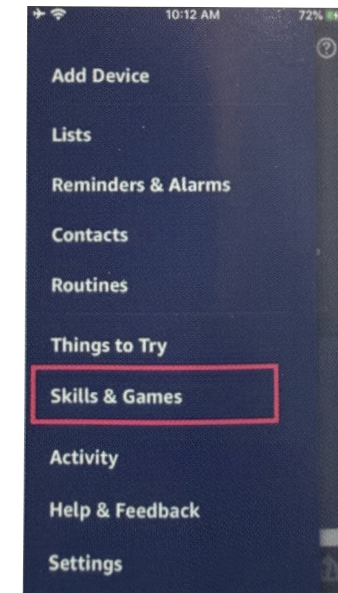 10:12 AM 72%
Add Device
Lists
Reminders & Alarms
Contacts
Routines
Things to Try
Skills & Games
Activity
Help & Feedback
Settings